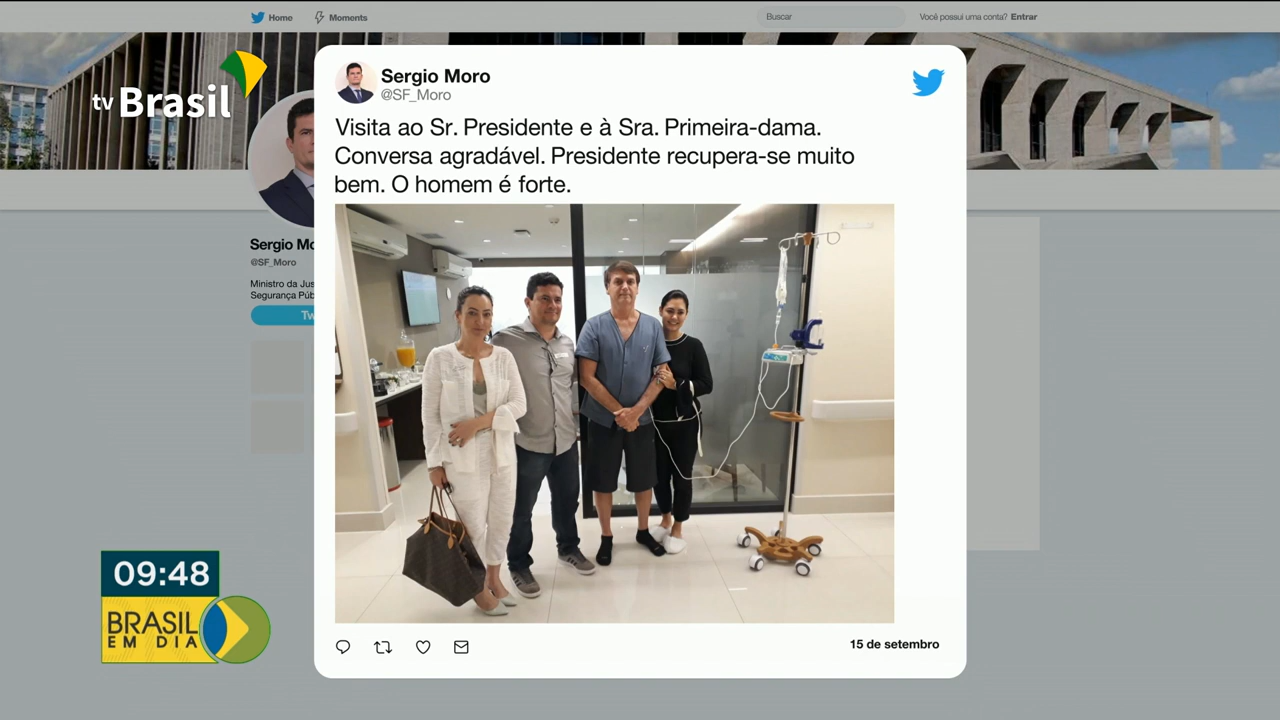 Home
Moments
Buscar
Você possui uma conta? Entrar
tv Brasil
Sergio Moro
@SF_Moro
Visita ao Sr. Presidente e à Sra. Primeira-dama.
Conversa agradável. Presidente recupera-se muito
bem. O homem é forte.
Sergio Mo
@SF_Moro
Ministro da Jus
Segurança Púb
Tw
15 de setembro
09:48
BRASIL
EM DIA